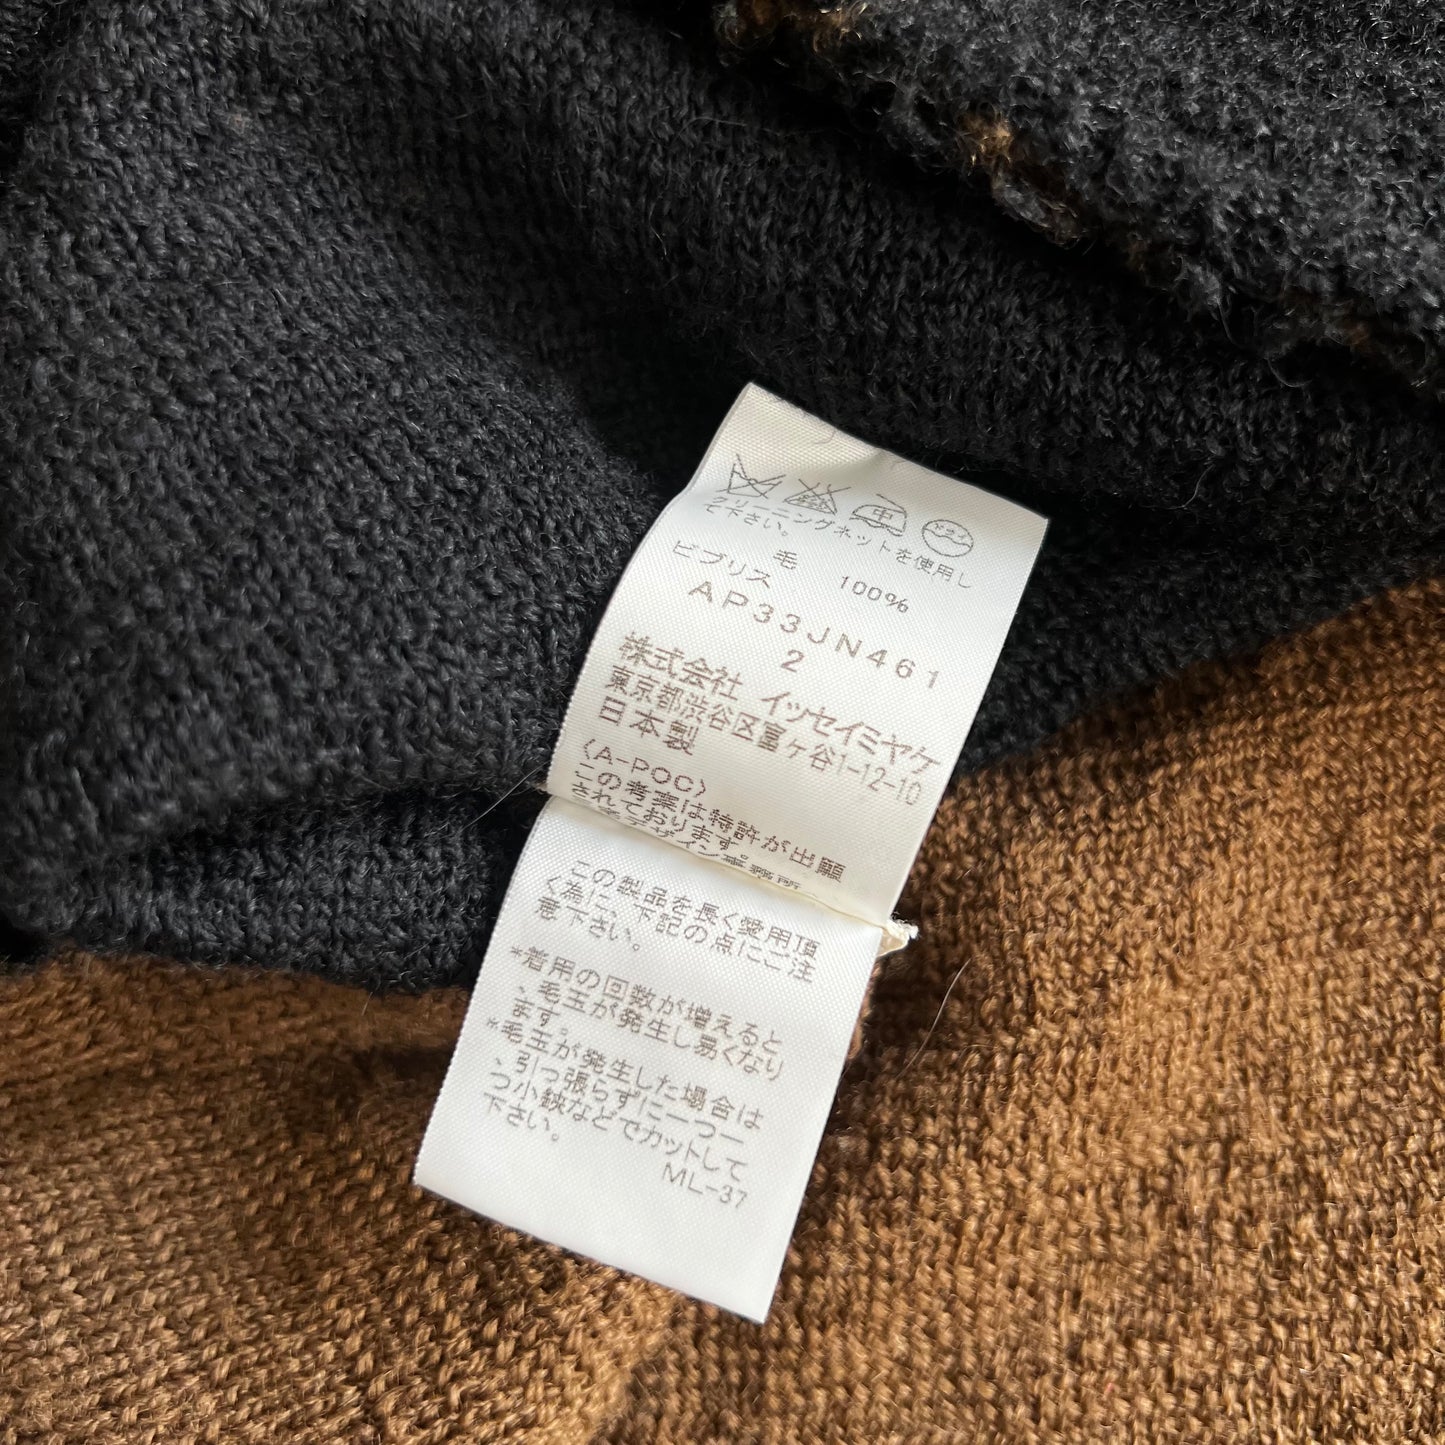 ドライ
クリーニングネットを使用し
て下さい。
毛
ビブリス 100%
AP33JN461
2
株式会社 イッセイミヤケ
東京都渋谷区富ヶ谷1-12-10
日本製
〈A-POC〉
この考案は特許が出願
されております。
この製品を長く愛用頂
く為に、下記の点にご注
意下さい。
*着用の回数が増えると
、毛玉が発生し易くなり
ます。
*毛玉が発生した場合は
、引っ張らずに一つ一
つ小鋏などでカットして
下さい。
ML-37